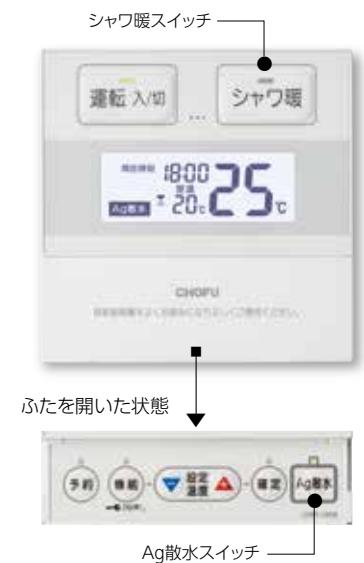 シャワ暖スイッチ
運転 入/切
シャワ暖
18:00
25℃
室温
20℃
Ag散水
CHOFU
ふたを開いた状態
予約
機能
設定
温度
確定
Ag散水
Ag散水スイッチ